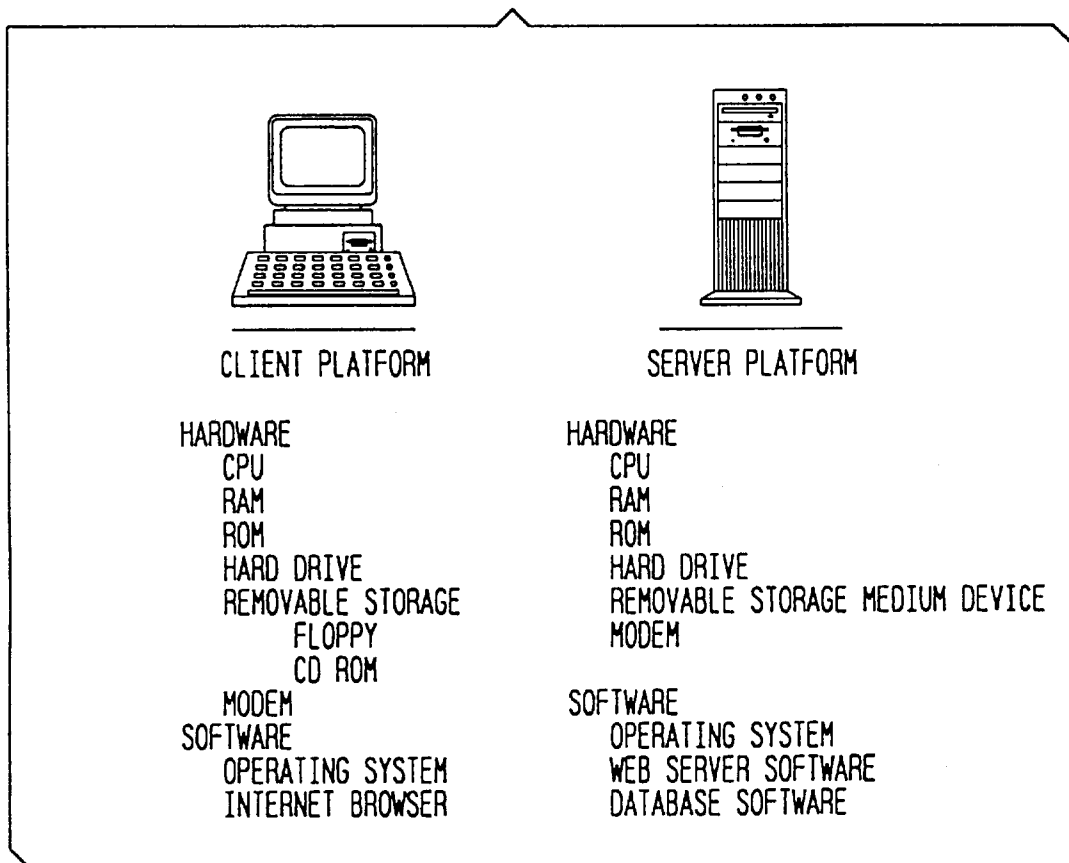 CLIENT PLATFORM
HARDWARE
CPU
RAM
ROM
HARD DRIVE
REMOVABLE STORAGE
FLOPPY
CD ROM
MODEM
SOFTWARE
OPERATING SYSTEM
INTERNET BROWSER
SERVER PLATFORM
HARDWARE
CPU
RAM
ROM
HARD DRIVE
REMOVABLE STORAGE MEDIUM DEVICE
MODEM
SOFTWARE
OPERATING SYSTEM
WEB SERVER SOFTWARE
DATABASE SOFTWARE